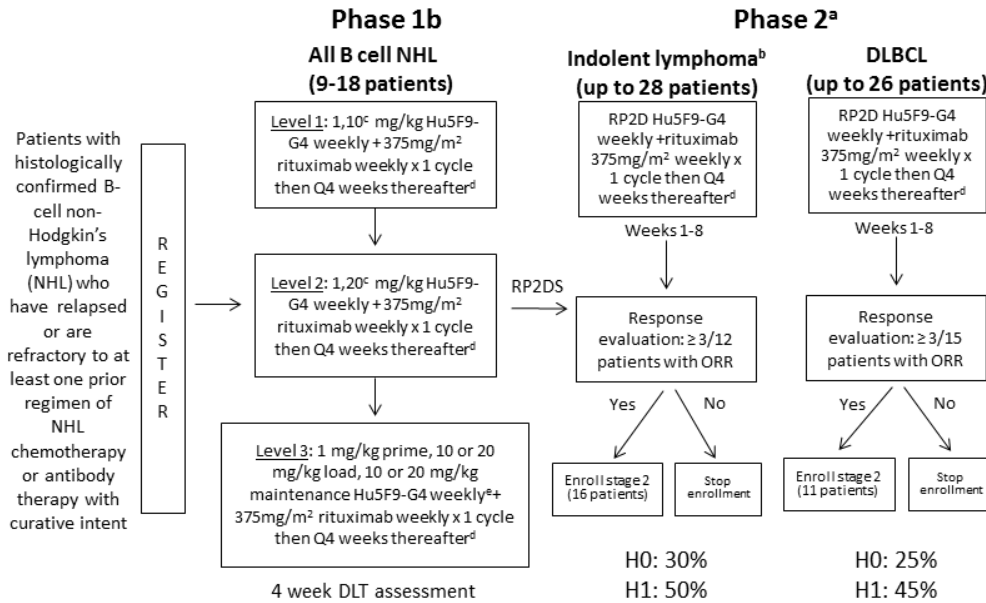 Phase 1b
Phase 2ᵃ
All B cell NHL
(9-18 patients)
Indolent lymphomaᵇ
(up to 28 patients)
DLBCL
(up to 26 patients)
Patients with
histologically
confirmed B-
cell non-
Hodgkin's
lymphoma
(NHL) who
have relapsed
or are
refractory to at
least one prior
regimen of
NHL
chemotherapy
or antibody
therapy with
curative intent
R
E
G
I
S
T
E
R
Level 1: 1,10ᶜ mg/kg Hu5F9-
G4 weekly +375mg/m²
rituximab weekly x 1 cycle
then Q4 weeks thereafterᵈ
Level 2: 1,20ᶜ mg/kg Hu5F9-
G4 weekly +375mg/m²
rituximab weekly x 1 cycle
then Q4 weeks thereafterᵈ
Level 3: 1 mg/kg prime, 10 or 20
mg/kg load, 10 or 20 mg/kg
maintenance Hu5F9-G4 weeklyᵉ+
375mg/m² rituximab weekly x 1 cycle
then Q4 weeks thereafterᵈ
4 week DLT assessment
RP2DS
RP2D Hu5F9-G4
weekly +rituximab
375mg/m² weekly x
1 cycle then Q4
weeks thereafterᵈ
Weeks 1-8
Response
evaluation: ≥ 3/12
patients with ORR
Yes
No
Enroll stage 2
(16 patients)
Stop
enrollment
H0: 30%
H1: 50%
RP2D Hu5F9-G4
weekly +rituximab
375mg/m² weekly x
1 cycle then Q4
weeks thereafterᵈ
Weeks 1-8
Response
evaluation: ≥ 3/15
patients with ORR
Yes
No
Enroll stage 2
(11 patients)
Stop
enrollment
H0: 25%
H1: 45%